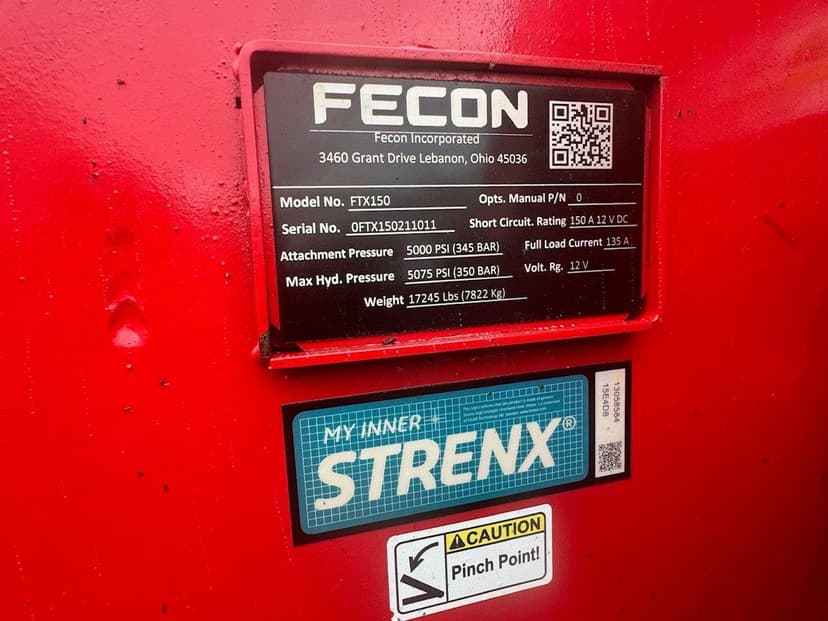 FECON
Fecon Incorporated
3460 Grant Drive Lebanon, Ohio 45036
Model No. FTX150 Opts. Manual P/N 0
Serial No. 0FTX150211011 Short Circuit. Rating 150 A 12 V DC
Attachment Pressure 5000 PSI (345 BAR) Full Load Current 135 A
Max Hyd. Pressure 5075 PSI (350 BAR) Volt. Rg. 12 V
Weight 17245 Lbs (7822 Kg)
MY INNER
STRENX®
13058584
15E4D8
CAUTION
Pinch Point!